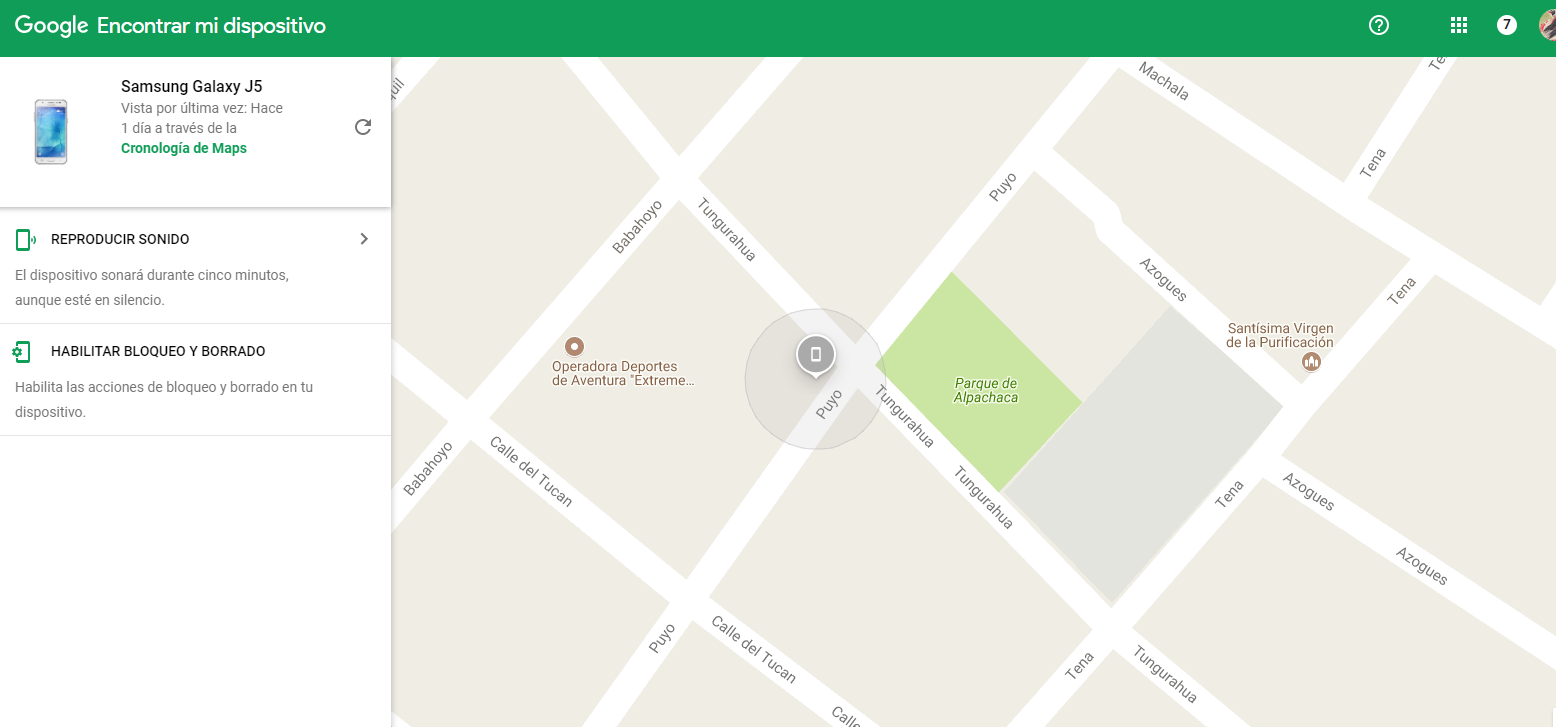 Google Encontrar mi dispositivo
7
Samsung Galaxy J5
Vista por última vez: Hace
1 día a través de la
Cronología de Maps
REPRODUCIR SONIDO
El dispositivo sonará durante cinco minutos,
aunque esté en silencio.
HABILITAR BLOQUEO Y BORRADO
Habilita las acciones de bloqueo y borrado en tu
dispositivo.
Machala
Te
quil
Tena
Puyo
Babahoyo
Tungurahua
Azogues
Tena
Santísima Virgen
de la Purificación
Operadora Deportes
de Aventura "Extreme...
Parque de
Alpachaca
Puyo
Tungurahua
Babahoyo
Calle del Tucan
Tungurahua
Tena
Azogues
Azogues
Puyo
Calle del Tucan
Tena
Tungurahua
Calle